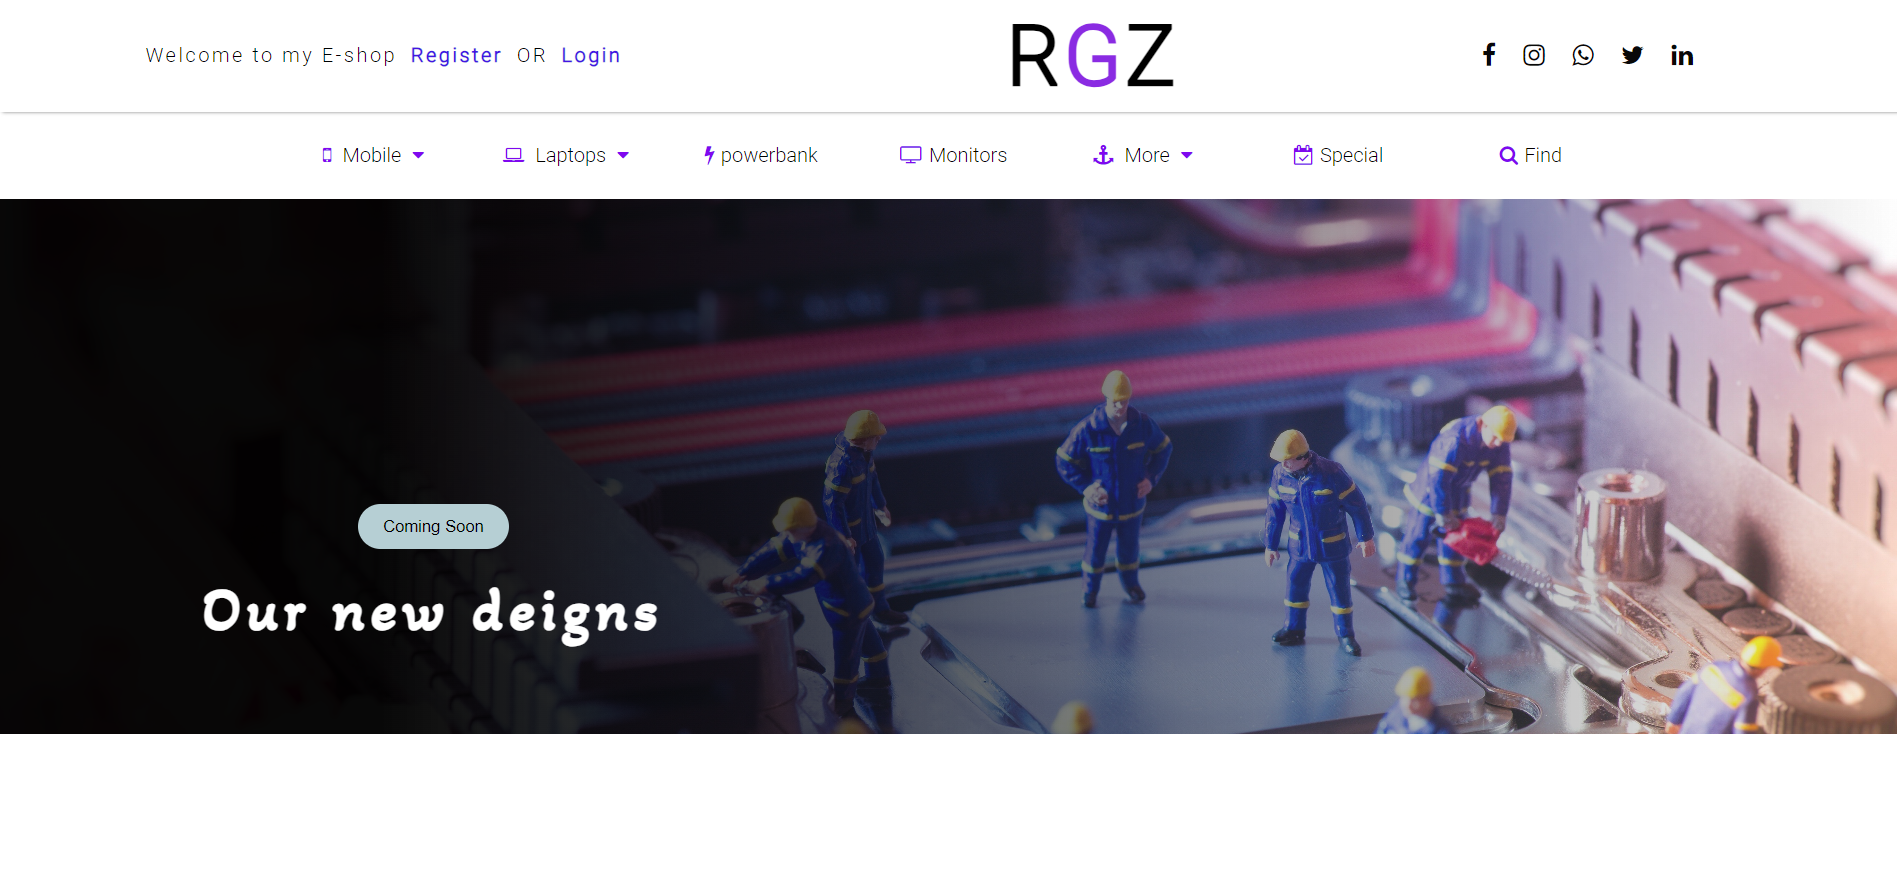 Welcome to my E-shop Register OR Login
RGZ
Mobile
Laptops
powerbank
Monitors
More
Special
Find
Coming Soon
Our new deigns